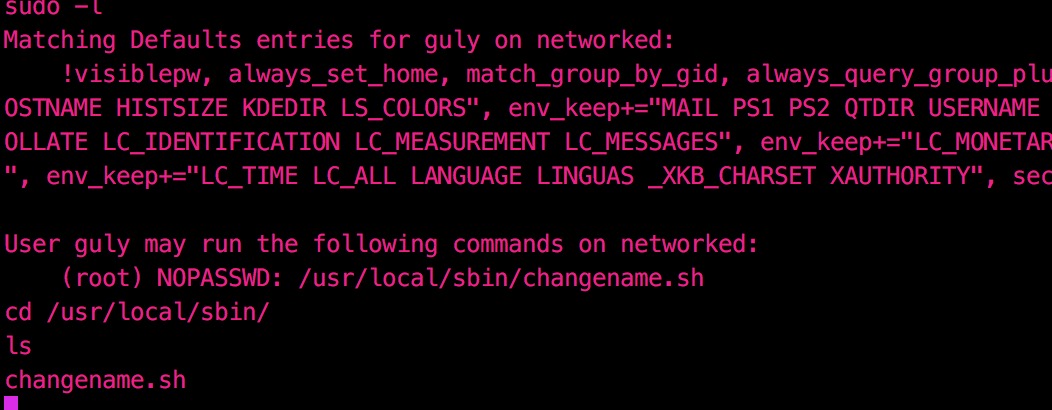 sudo -l
Matching Defaults entries for guly on networked:
    !visiblepw, always_set_home, match_group_by_gid, always_query_group_plu
OSTNAME HISTSIZE KDEDIR LS_COLORS", env_keep+="MAIL PS1 PS2 QTDIR USERNAME
OLLATE LC_IDENTIFICATION LC_MEASUREMENT LC_MESSAGES", env_keep+="LC_MONETAR
", env_keep+="LC_TIME LC_ALL LANGUAGE LINGUAS _XKB_CHARSET XAUTHORITY", sec

User guly may run the following commands on networked:
    (root) NOPASSWD: /usr/local/sbin/changename.sh
cd /usr/local/sbin/
ls
changename.sh